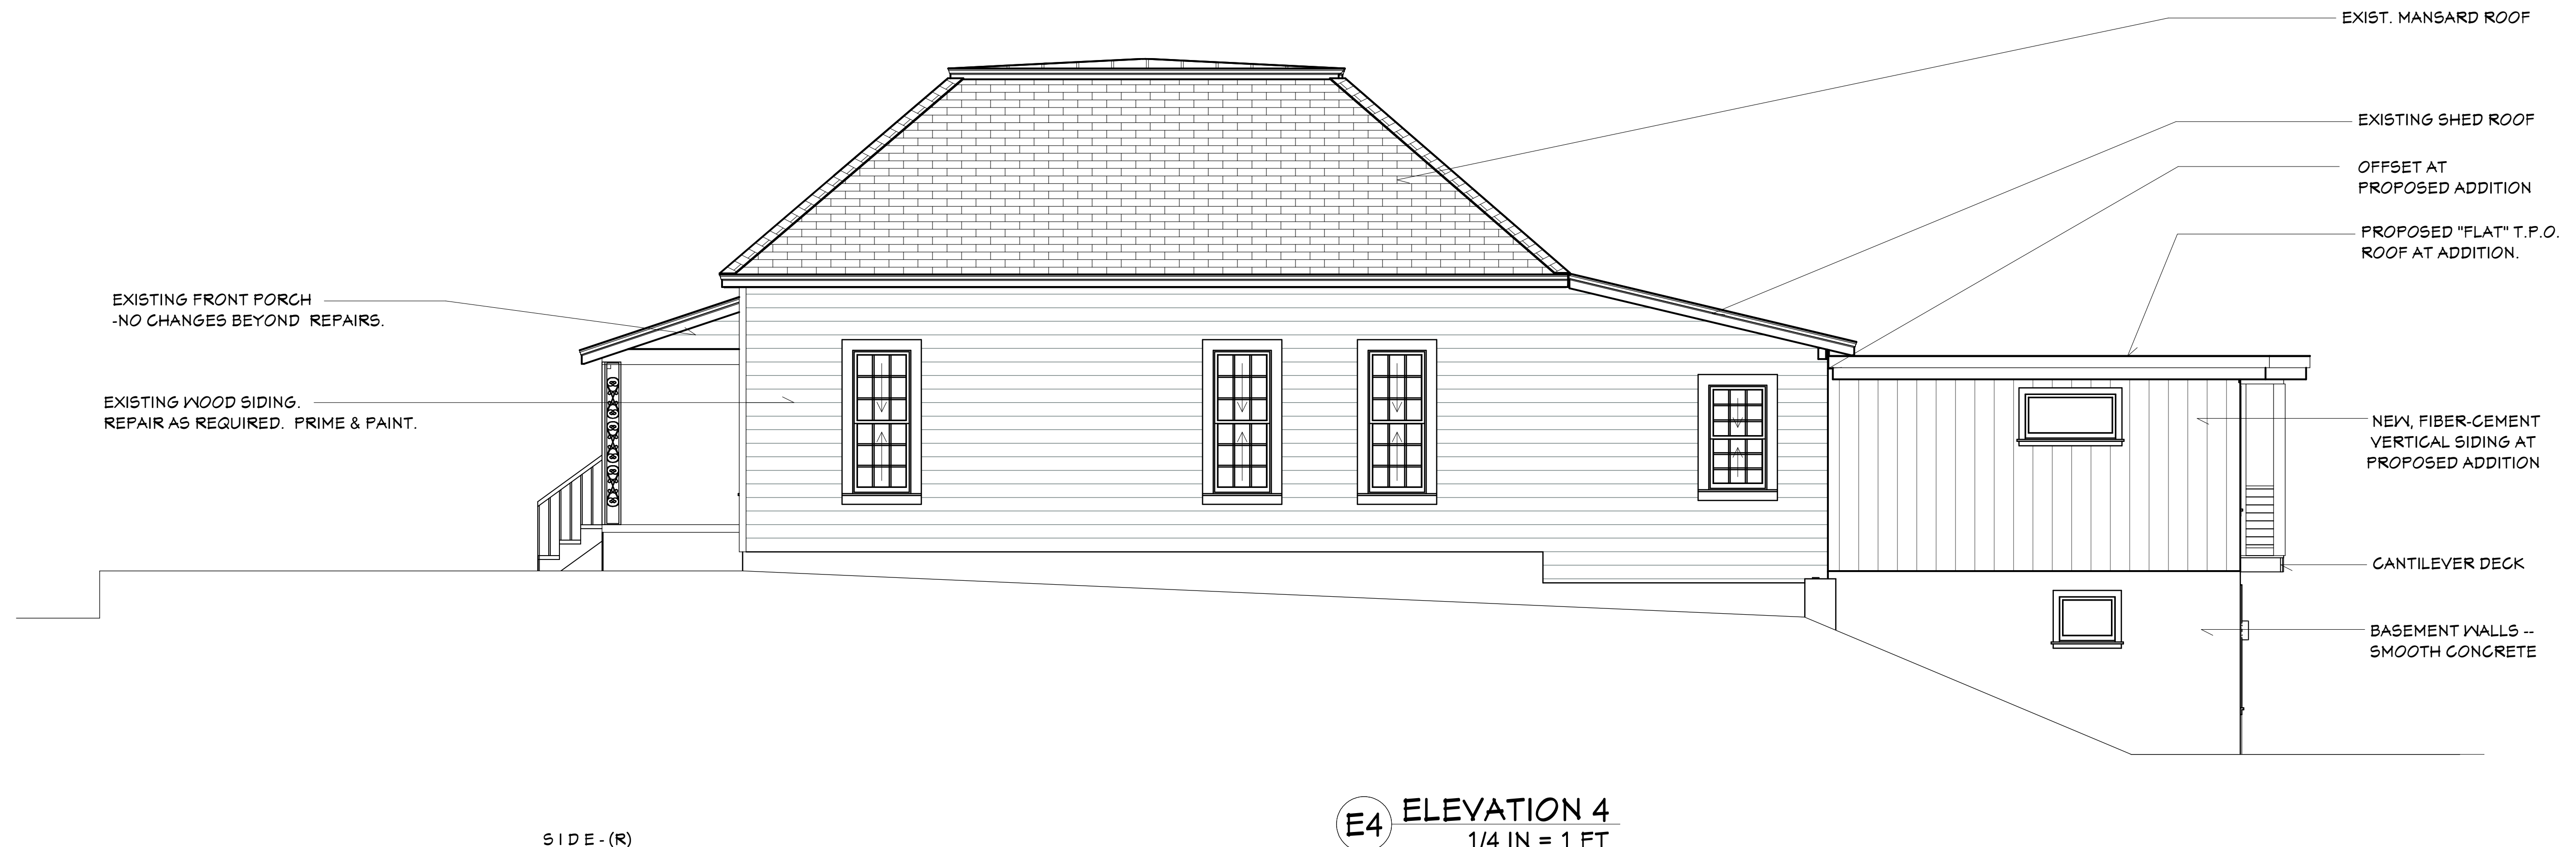 EXIST. MANSARD ROOF
EXISTING SHED ROOF
OFFSET AT
PROPOSED ADDITION
PROPOSED "FLAT" T.P.O.
ROOF AT ADDITION.
EXISTING FRONT PORCH
-NO CHANGES BEYOND REPAIRS.
EXISTING WOOD SIDING.
REPAIR AS REQUIRED. PRIME & PAINT.
NEW, FIBER-CEMENT
VERTICAL SIDING AT
PROPOSED ADDITION
CANTILEVER DECK
BASEMENT WALLS --
SMOOTH CONCRETE
E4 ELEVATION 4
1/4 IN = 1 FT
SIDE-(R)